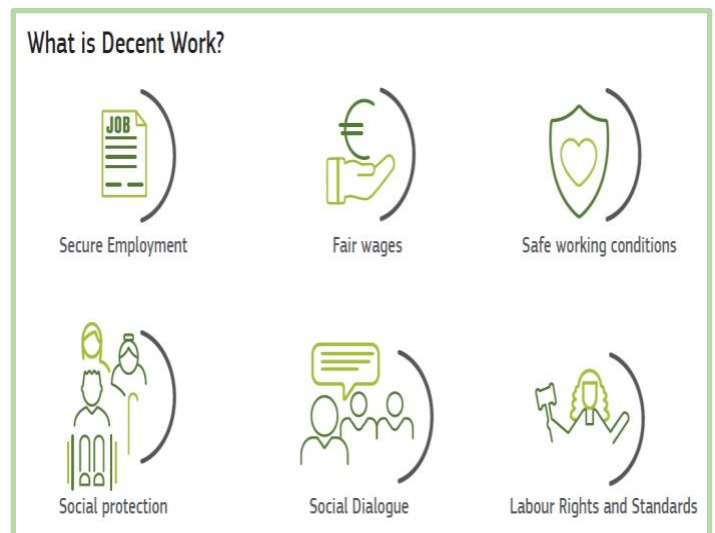 What is Decent Work?
JOB
Secure Employment
Fair wages
Safe working conditions
Social protection
Social Dialogue
Labour Rights and Standards